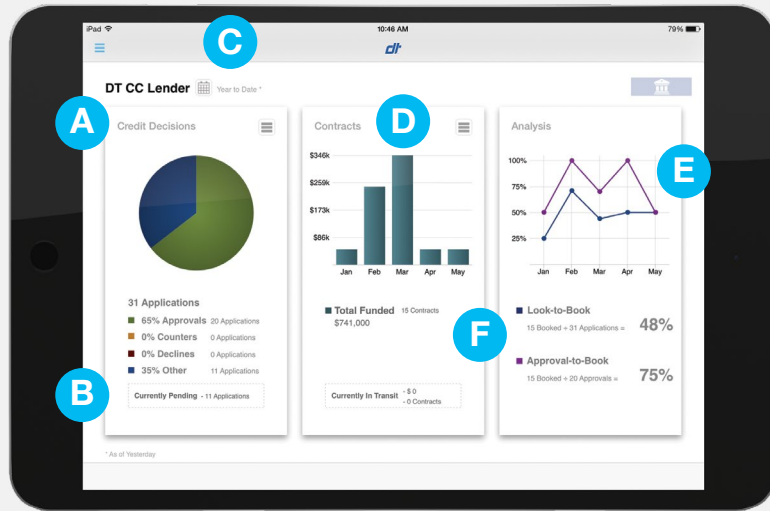 iPad 10:46 AM 79%
C
dt
DT CC Lender Year to Date *
A
D
E
Credit Decisions
31 Applications
65% Approvals 20 Applications
0% Counters 0 Applications
0% Declines 0 Applications
35% Other 11 Applications
B
Currently Pending - 11 Applications
Contracts
$346k
$259k
$173k
$86k
Jan Feb Mar Apr May
Total Funded 15 Contracts
$741,000
Currently In Transit - $ 0
- 0 Contracts
F
Analysis
100%
75%
50%
25%
Jan Feb Mar Apr May
Look-to-Book
15 Booked ÷ 31 Applications = 48%
Approval-to-Book
15 Booked ÷ 20 Approvals = 75%
* As of Yesterday